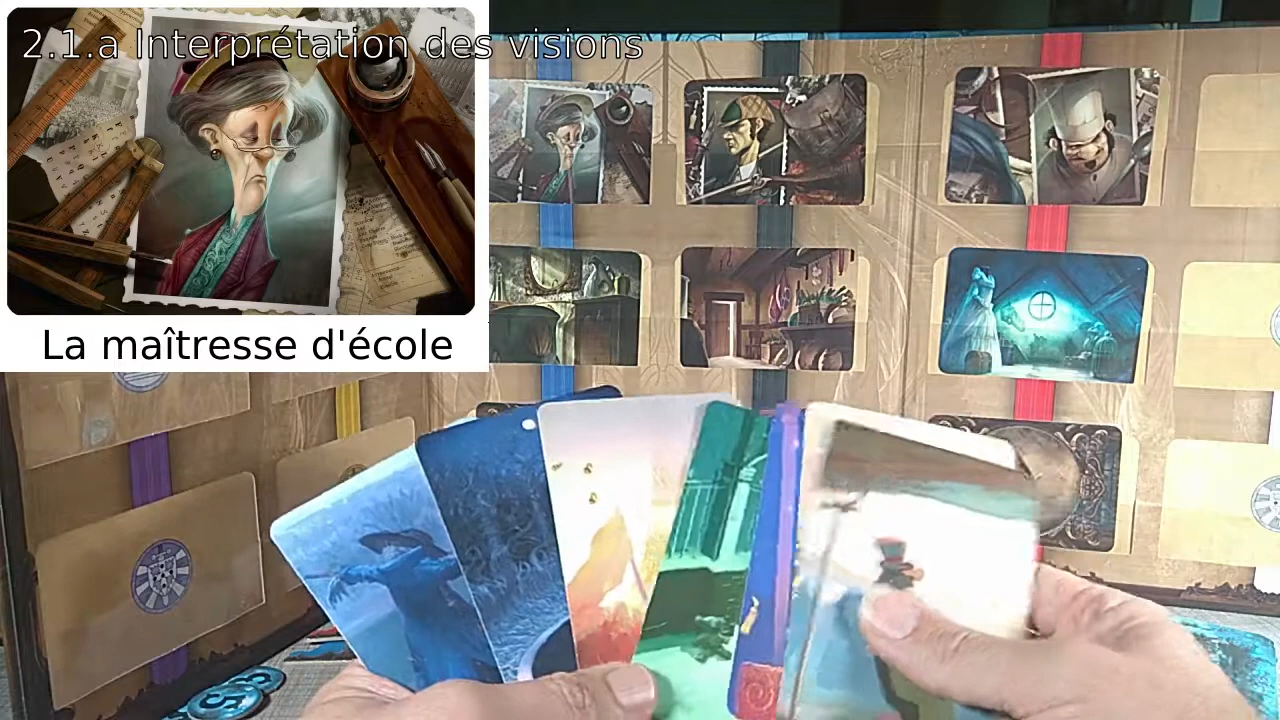 2.1.a Interprétation des visions
La maîtresse d'école